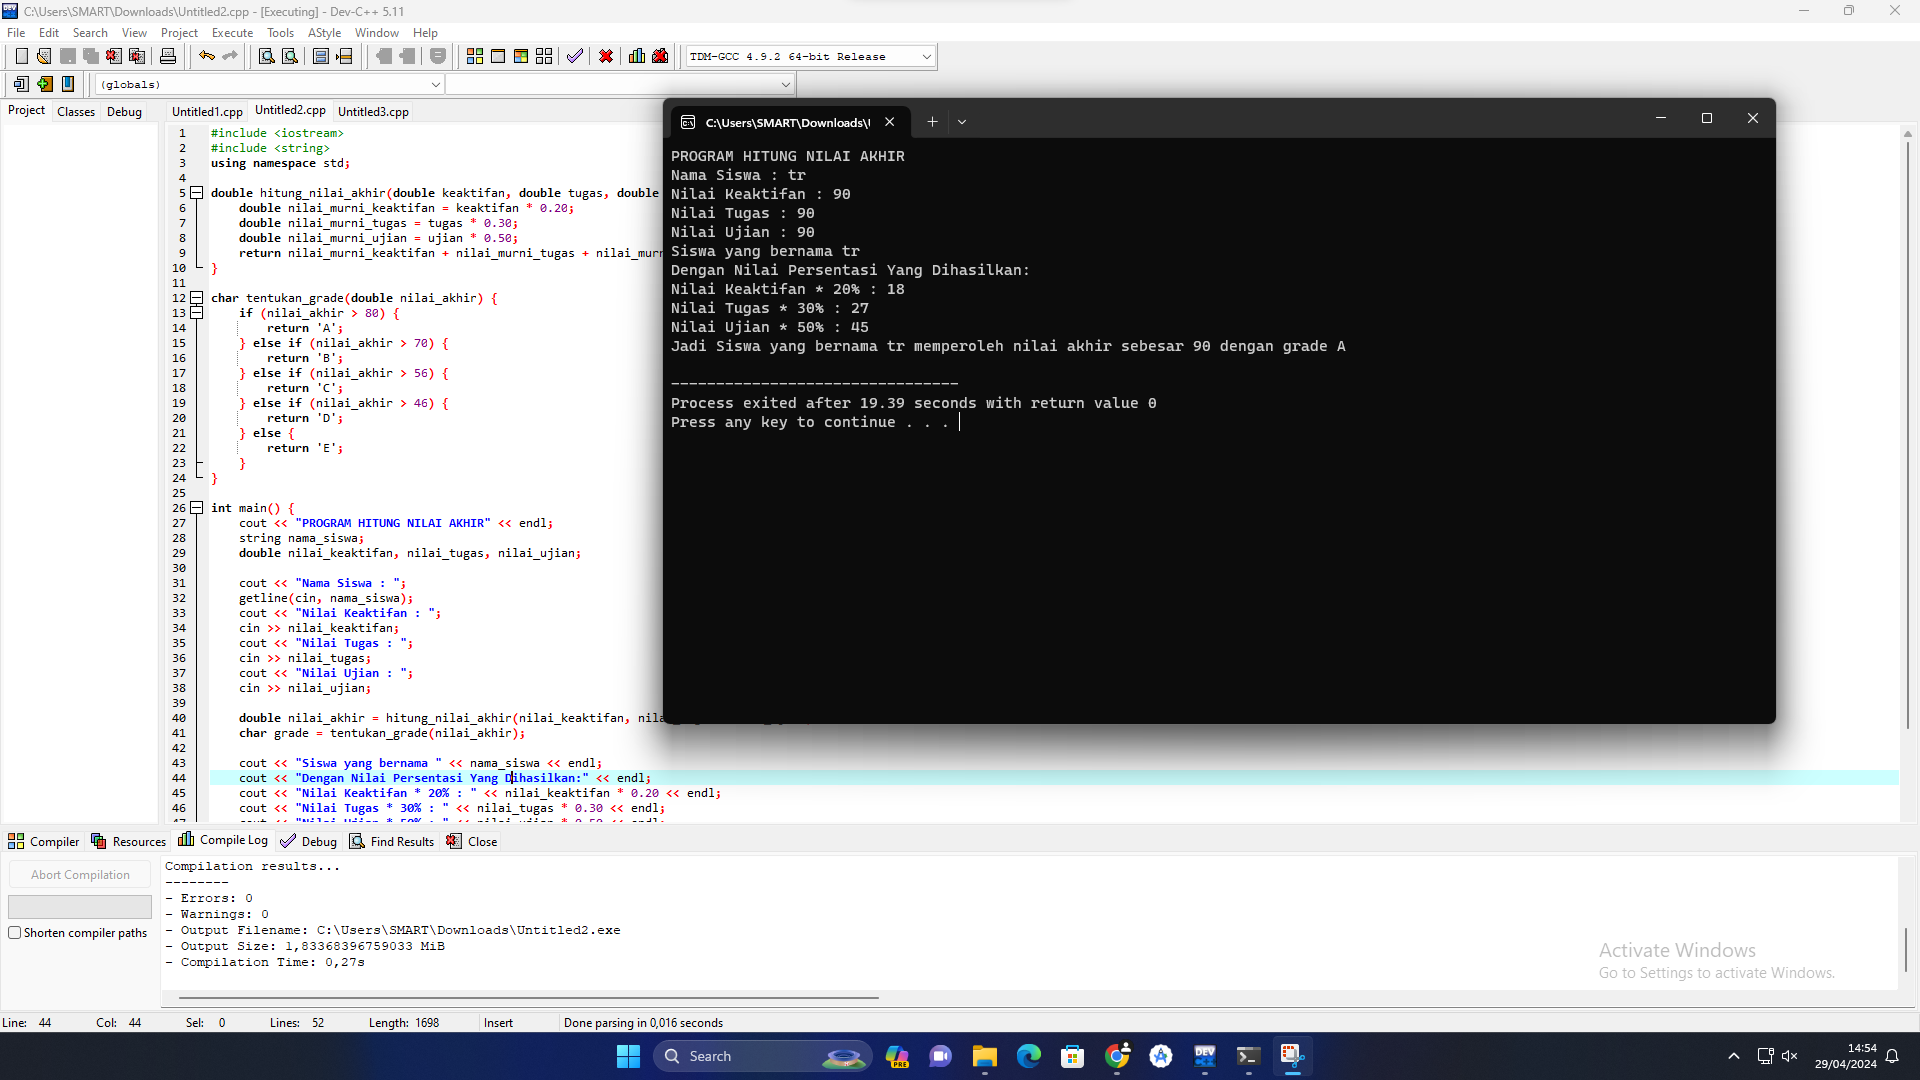 C:\Users\SMART\Downloads\Untitled2.cpp - [Executing] - Dev-C++ 5.11
File Edit Search View Project Execute Tools AStyle Window Help
TDM-GCC 4.9.2 64-bit Release
(globals)
Project Classes Debug
Untitled1.cpp Untitled2.cpp Untitled3.cpp
1 #include <iostream>
2 #include <string>
3 using namespace std;
4
5 double hitung_nilai_akhir(double keaktifan, double tugas, double
6 double nilai_murni_keaktifan = keaktifan * 0.20;
7 double nilai_murni_tugas = tugas * 0.30;
8 double nilai_murni_ujian = ujian * 0.50;
9 return nilai_murni_keaktifan + nilai_murni_tugas + nilai_murn
10 }
11
12 char tentukan_grade(double nilai_akhir) {
13 if (nilai_akhir > 80) {
14 return 'A';
15 } else if (nilai_akhir > 70) {
16 return 'B';
17 } else if (nilai_akhir > 56) {
18 return 'C';
19 } else if (nilai_akhir > 46) {
20 return 'D';
21 } else {
22 return 'E';
23 }
24 }
25
26 int main() {
27 cout << "PROGRAM HITUNG NILAI AKHIR" << endl;
28 string nama_siswa;
29 double nilai_keaktifan, nilai_tugas, nilai_ujian;
30
31 cout << "Nama Siswa : ";
32 getline(cin, nama_siswa);
33 cout << "Nilai Keaktifan : ";
34 cin >> nilai_keaktifan;
35 cout << "Nilai Tugas : ";
36 cin >> nilai_tugas;
37 cout << "Nilai Ujian : ";
38 cin >> nilai_ujian;
39
40 double nilai_akhir = hitung_nilai_akhir(nilai_keaktifan, nila
41 char grade = tentukan_grade(nilai_akhir);
42
43 cout << "Siswa yang bernama " << nama_siswa << endl;
44 cout << "Dengan Nilai Persentasi Yang Dihasilkan:" << endl;
45 cout << "Nilai Keaktifan * 20% : " << nilai_keaktifan * 0.20 << endl;
46 cout << "Nilai Tugas * 30% : " << nilai_tugas * 0.30 << endl;
C:\Users\SMART\Downloads\
PROGRAM HITUNG NILAI AKHIR
Nama Siswa : tr
Nilai Keaktifan : 90
Nilai Tugas : 90
Nilai Ujian : 90
Siswa yang bernama tr
Dengan Nilai Persentasi Yang Dihasilkan:
Nilai Keaktifan * 20% : 18
Nilai Tugas * 30% : 27
Nilai Ujian * 50% : 45
Jadi Siswa yang bernama tr memperoleh nilai akhir sebesar 90 dengan grade A
--------------------------------
Process exited after 19.39 seconds with return value 0
Press any key to continue . . .
Compiler Resources Compile Log Debug Find Results Close
Abort Compilation
Shorten compiler paths
Compilation results...
--------
- Errors: 0
- Warnings: 0
- Output Filename: C:\Users\SMART\Downloads\Untitled2.exe
- Output Size: 1,83368396759033 MiB
- Compilation Time: 0,27s
Activate Windows
Go to Settings to activate Windows.
Line: 44 Col: 44 Sel: 0 Lines: 52 Length: 1698 Insert Done parsing in 0,016 seconds
Search
PRE
DEV
14:54
29/04/2024